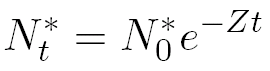 $N_t^* = N_0^* e^{-Zt}$